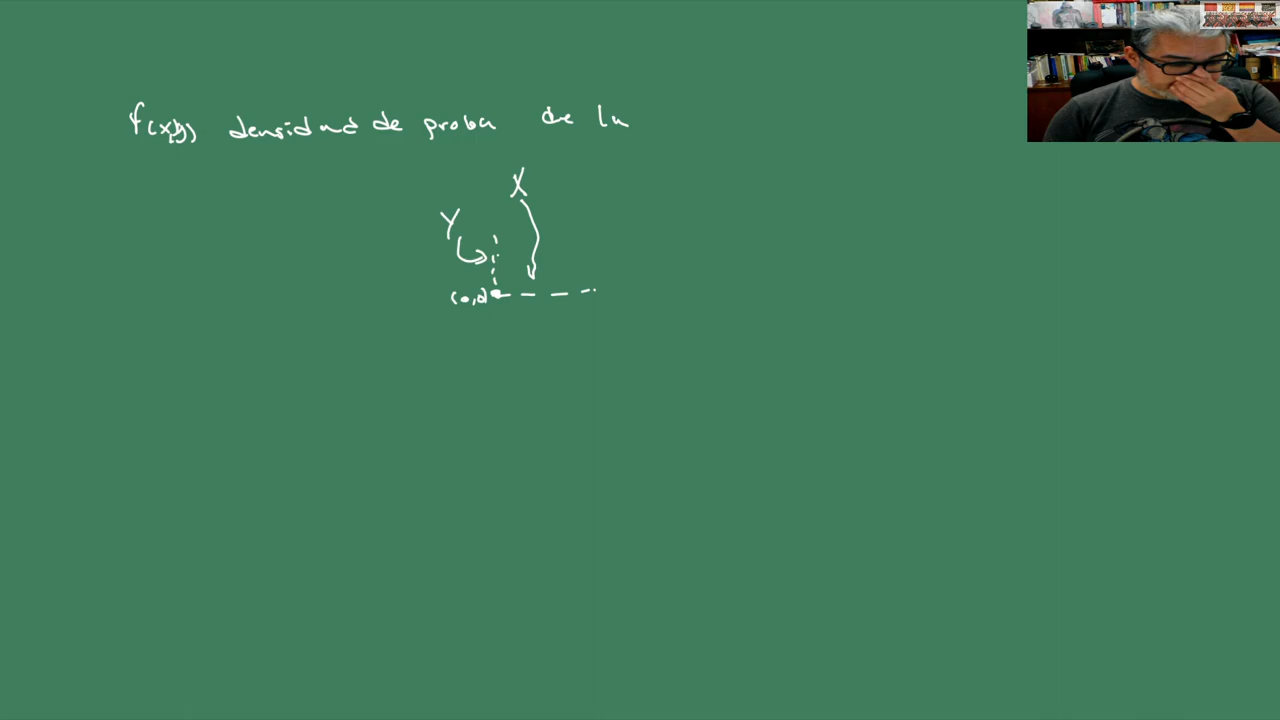 f(x,y) densidad de proba de la
X
Y
(0,0)